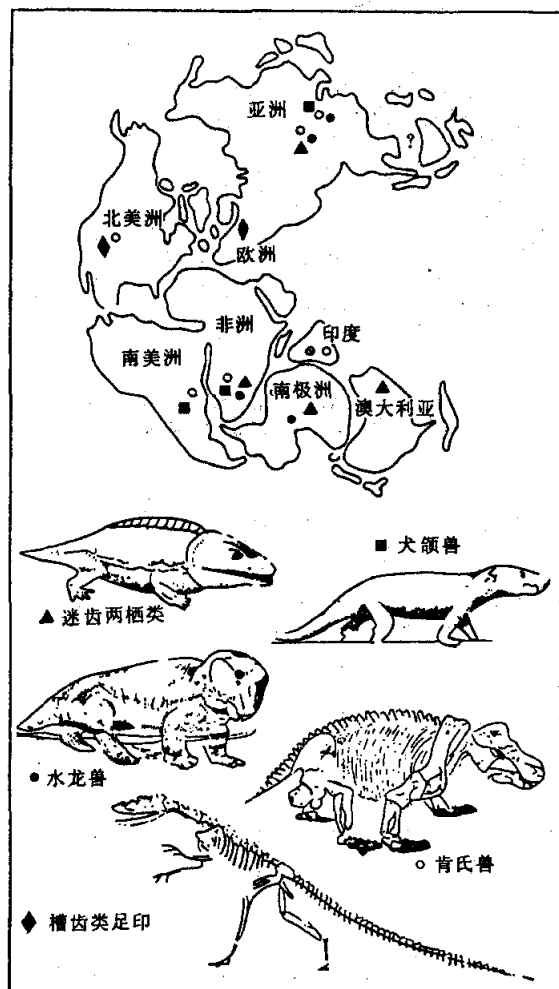 亚洲
?
北美洲
欧洲
非洲
印度
南美洲
南极洲
澳大利亚
■ 犬颌兽
▲ 迷齿两栖类
● 水龙兽
○ 肯氏兽
◆ 槽齿类足印